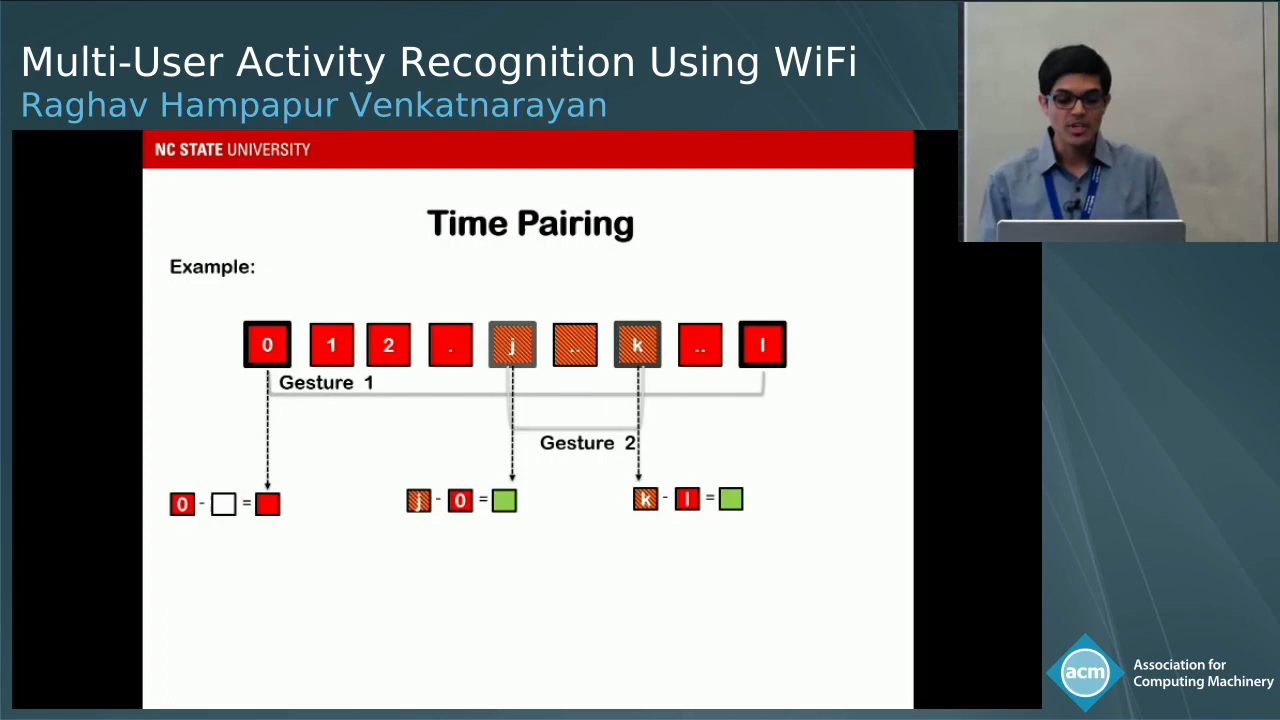 Multi-User Activity Recognition Using WiFi
Raghav Hampapur Venkatnarayan
NC STATE UNIVERSITY
Time Pairing
Example:
0 1 2 . j .. k .. l
Gesture 1
Gesture 2
0 - = j - 0 = k - l =
acm
Association for
Computing Machinery